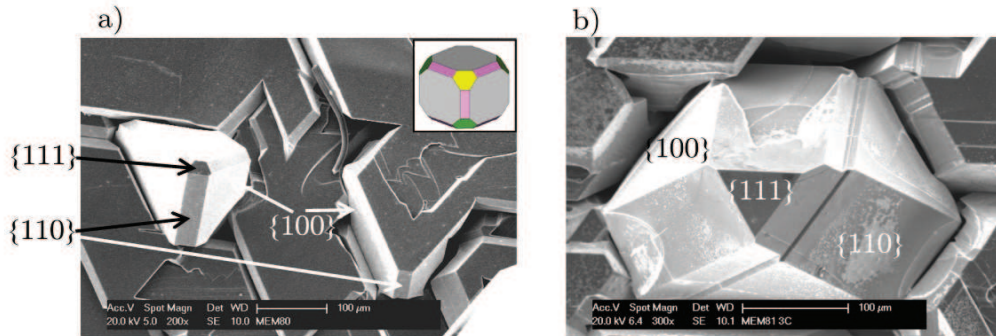 a)
b)
{111}
{110}
{100}
{100}
{111}
{110}
Acc.V Spot Magn Det WD 100 µm
20.0 kV 5.0 200x SE 10.0 MEM80
Acc.V Spot Magn Det WD 100 µm
20.0 kV 6.4 300x SE 10.1 MEM81 3C